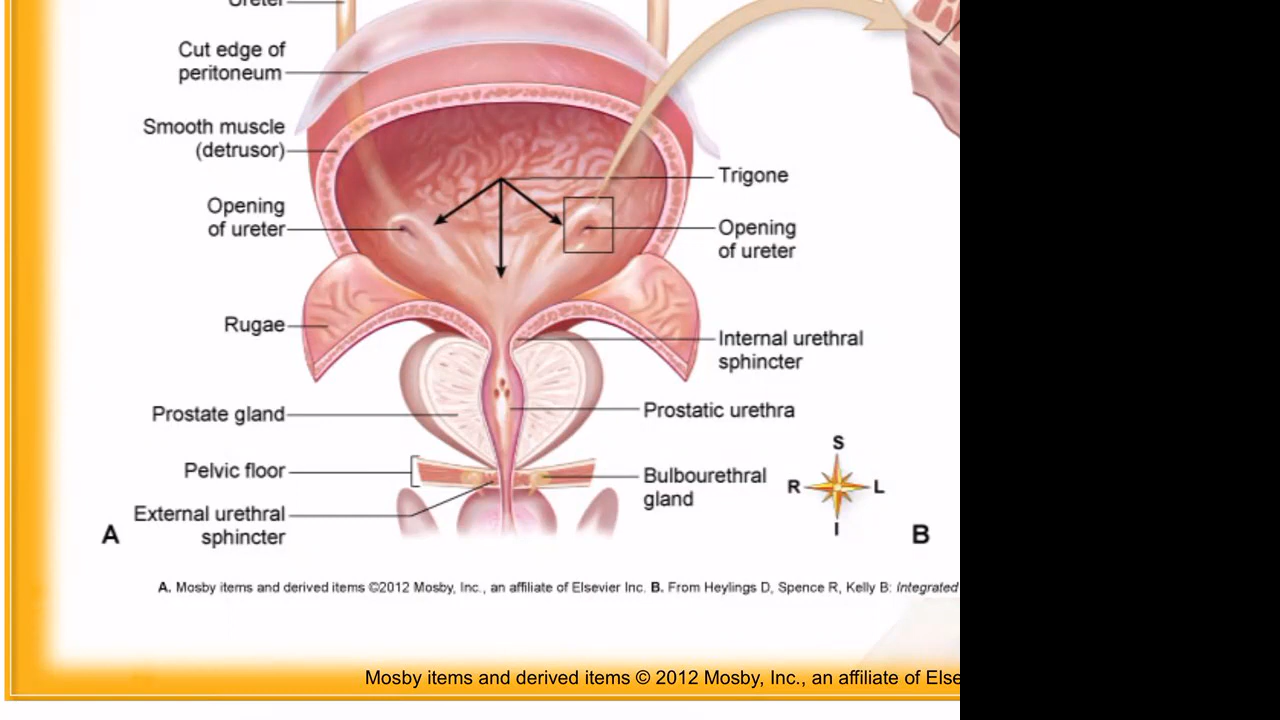 Ureter
Cut edge of
peritoneum
Smooth muscle
(detrusor)
Opening
of ureter
Rugae
Prostate gland
Pelvic floor
External urethral
sphincter
A
Trigone
Opening
of ureter
Internal urethral
sphincter
Prostatic urethra
Bulbourethral
gland
S
R L
I
B
A. Mosby items and derived items ©2012 Mosby, Inc., an affiliate of Elsevier Inc. B. From Heylings D, Spence R, Kelly B: Integrated
Mosby items and derived items © 2012 Mosby, Inc., an affiliate of Else